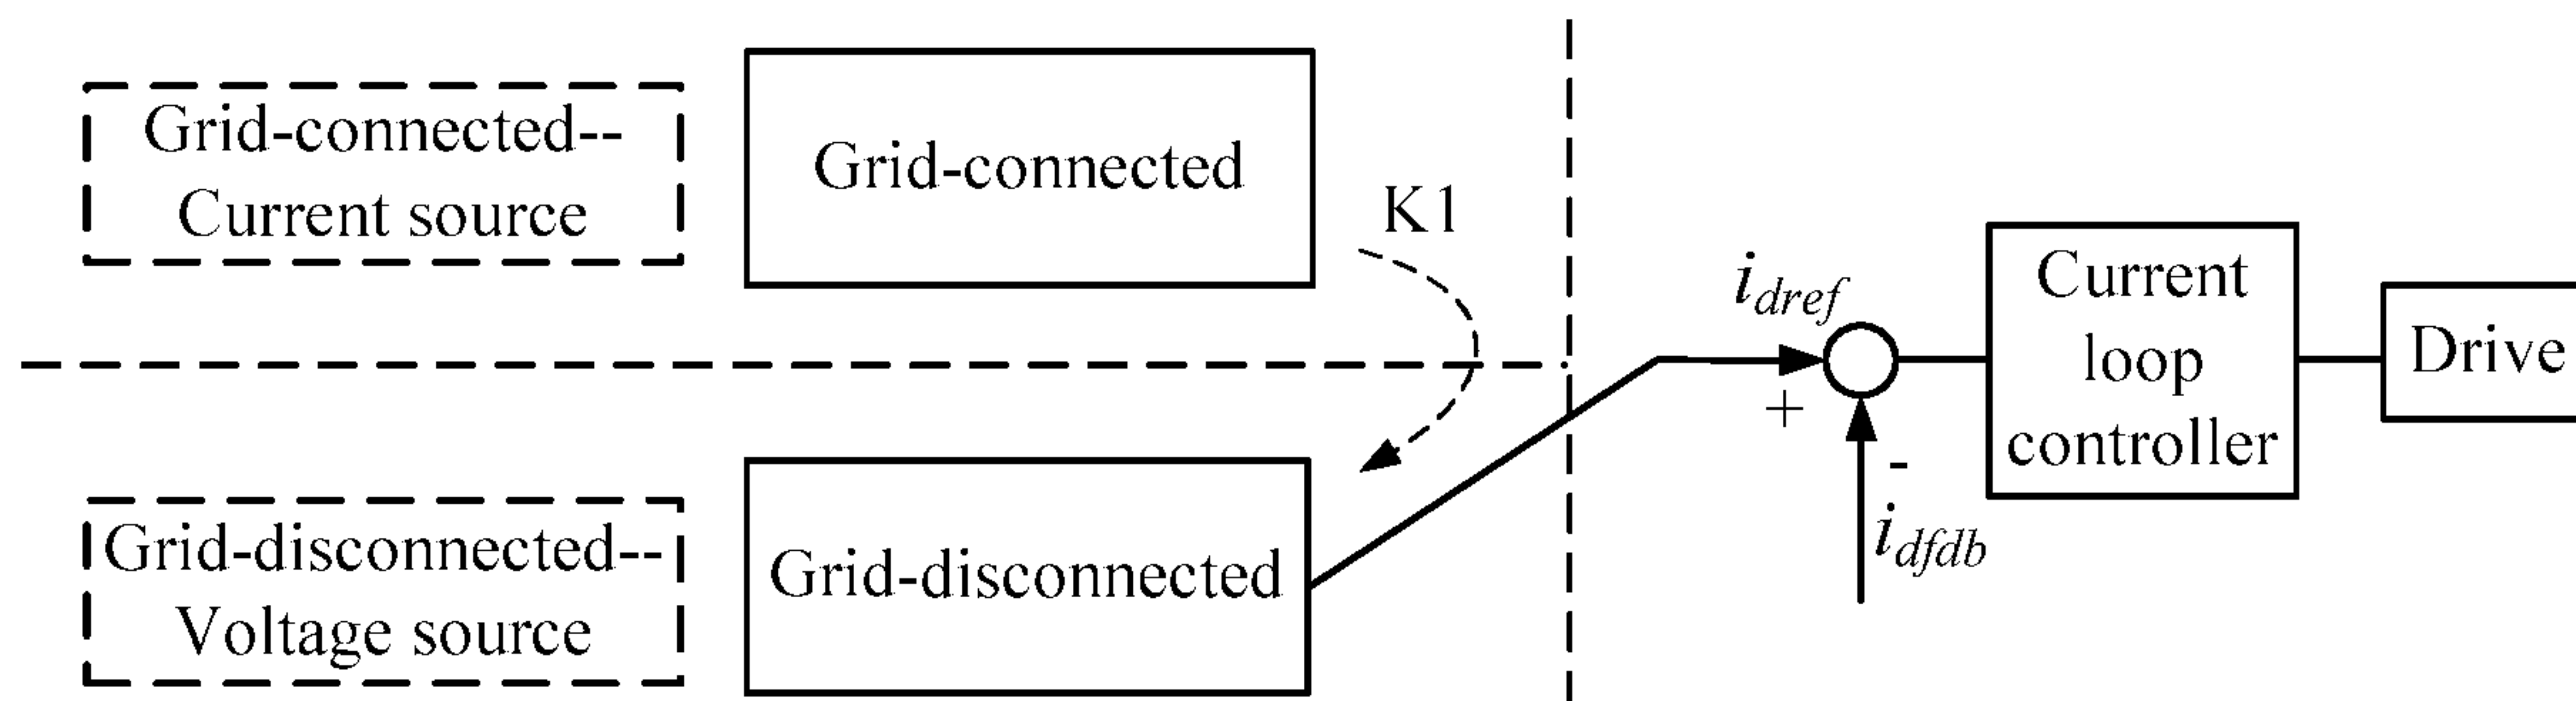 Grid-connected--
Current source
Grid-connected
K1
Grid-disconnected--
Voltage source
Grid-disconnected
i_dref
+
-
i_dfdb
Current
loop
controller
Drive